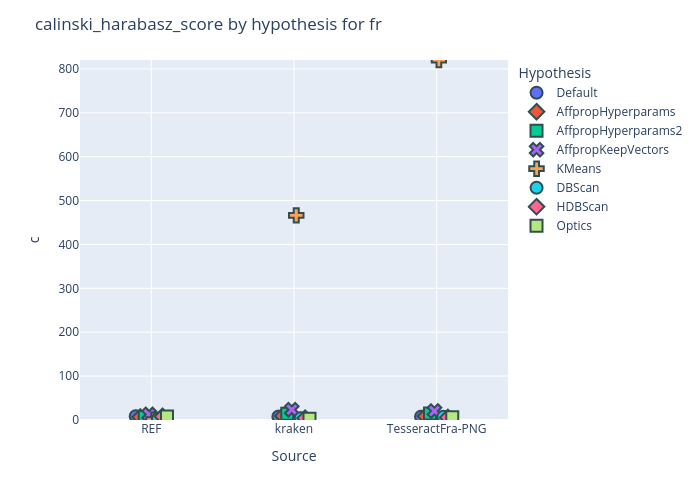 calinski_harabasz_score by hypothesis for fr
Hypothesis
Default
AffpropHyperparams
AffpropHyperparams2
AffpropKeepVectors
KMeans
DBScan
HDBScan
Optics
c
800
700
600
500
400
300
200
100
0
REF
kraken
TesseractFra-PNG
Source